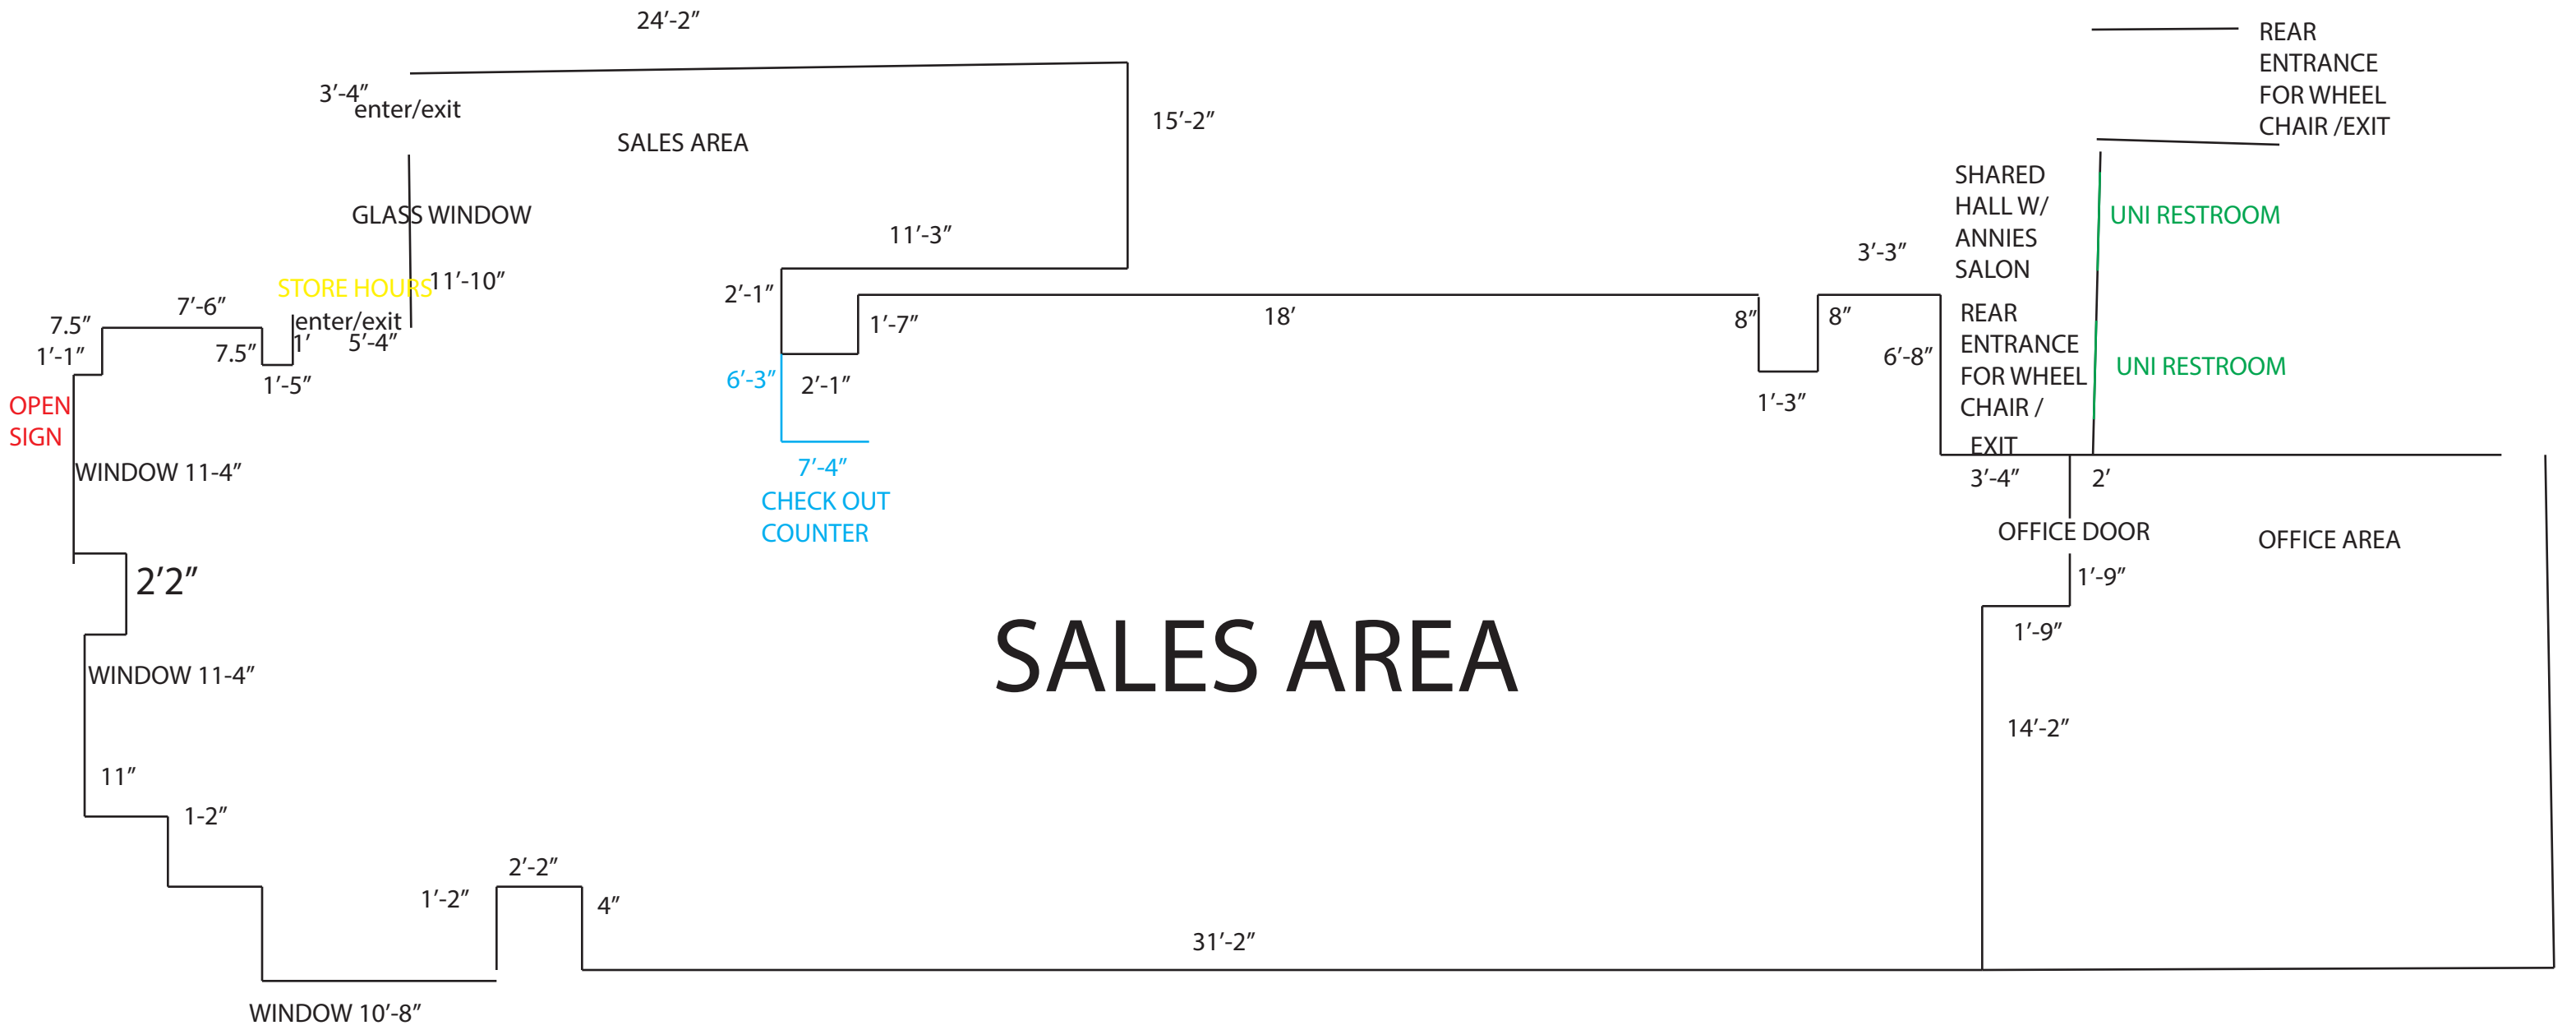 24'-2"
REAR
ENTRANCE
FOR WHEEL
CHAIR /EXIT
3'-4"
enter/exit
15'-2"
SALES AREA
SHARED
HALL W/
ANNIES
SALON
UNI RESTROOM
GLASS WINDOW
11'-3"
3'-3"
STORE HOURS
11'-10"
2'-1"
7'-6"
7.5"
enter/exit
1'-7"
18'
8"
8"
REAR
ENTRANCE
FOR WHEEL
CHAIR /
EXIT
1'-1"
7.5"
1'
5'-4"
6'-8"
UNI RESTROOM
1'-5"
6'-3"
2'-1"
1'-3"
OPEN
SIGN
WINDOW 11-4"
7'-4"
CHECK OUT
COUNTER
3'-4"
2'
OFFICE DOOR
OFFICE AREA
2'2"
1'-9"
1'-9"
SALES AREA
WINDOW 11-4"
14'-2"
11"
1-2"
2'-2"
1'-2"
4"
31'-2"
WINDOW 10'-8"